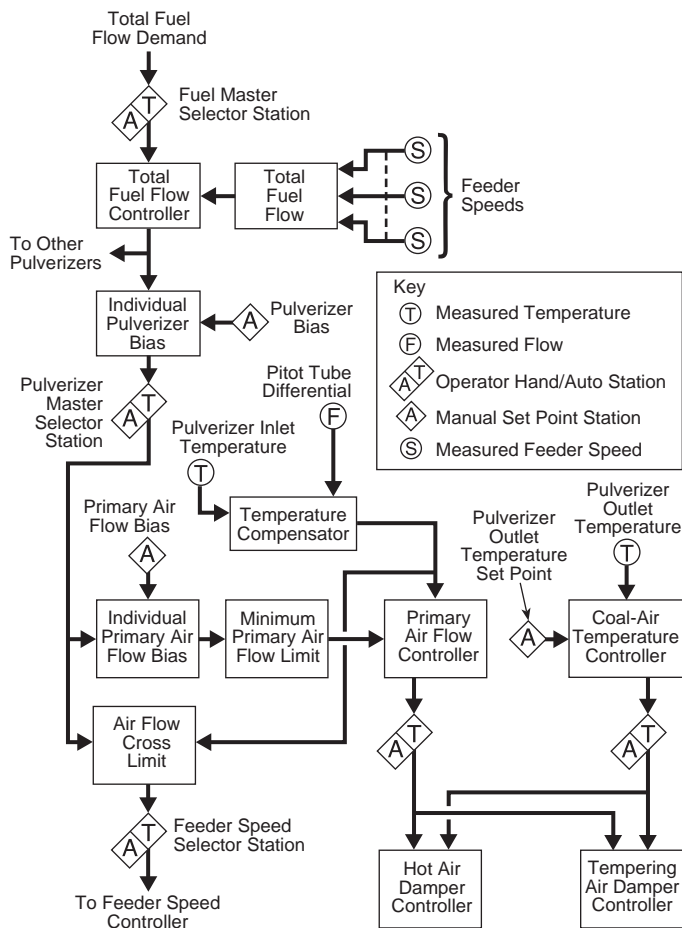 Total Fuel
Flow Demand
A T
Fuel Master
Selector Station
Total
Fuel Flow
Controller
Total
Fuel
Flow
S
S
S
Feeder
Speeds
To Other
Pulverizers
Individual
Pulverizer
Bias
A
Pulverizer
Bias
Key
T Measured Temperature
F Measured Flow
A T Operator Hand/Auto Station
A Manual Set Point Station
S Measured Feeder Speed
Pulverizer
Master
Selector
Station
A T
Pitot Tube
Differential
F
Pulverizer Inlet
Temperature
T
Temperature
Compensator
Primary Air
Flow Bias
A
Pulverizer
Outlet
Temperature
Set Point
A
Pulverizer
Outlet
Temperature
T
Individual
Primary Air
Flow Bias
Minimum
Primary Air
Flow Limit
Primary
Air Flow
Controller
Coal-Air
Temperature
Controller
Air Flow
Cross
Limit
A T
A T
A T
Feeder Speed
Selector Station
To Feeder Speed
Controller
Hot Air
Damper
Controller
Tempering
Air Damper
Controller